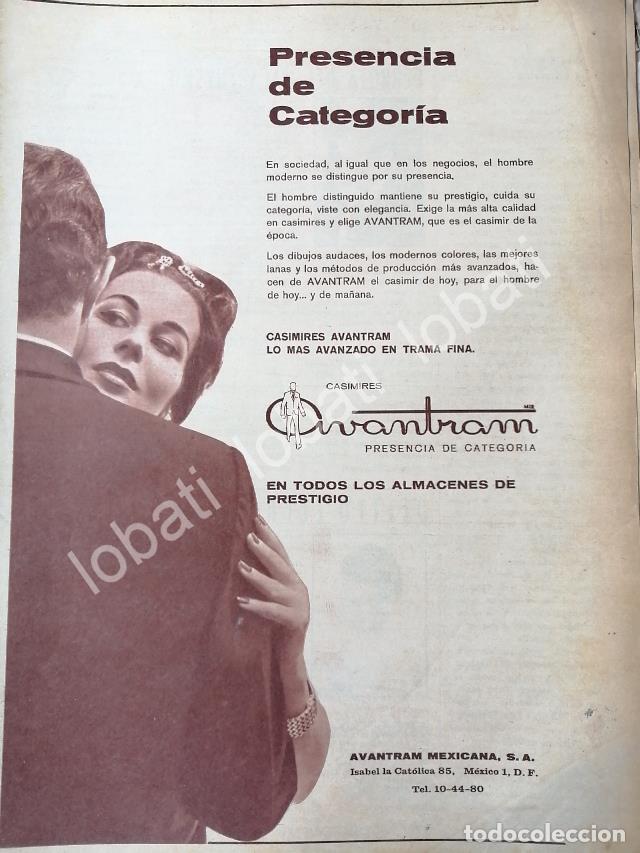 Presencia
de
Categoría
En sociedad, al igual que en los negocios, el hombre
moderno se distingue por su presencia.
El hombre distinguido mantiene su prestigio, cuida su
categoría, viste con elegancia. Exige la más alta calidad
en casimires y elige AVANTRAM, que es el casimir de la
época.
Los dibujos audaces, los modernos colores, las mejores
lanas y los métodos de producción más avanzados, ha-
cen de AVANTRAM el casimir de hoy, para el hombre
de hoy... y de mañana.
CASIMIRES AVANTRAM
LO MAS AVANZADO EN TRAMA FINA.
CASIMIRES
Avantram
PRESENCIA DE CATEGORIA
EN TODOS LOS ALMACENES DE
PRESTIGIO
lobati lobati lobati
AVANTRAM MEXICANA, S. A.
Isabel la Católica 85, México 1, D. F.
Tel. 10-44-80
todocoleccion